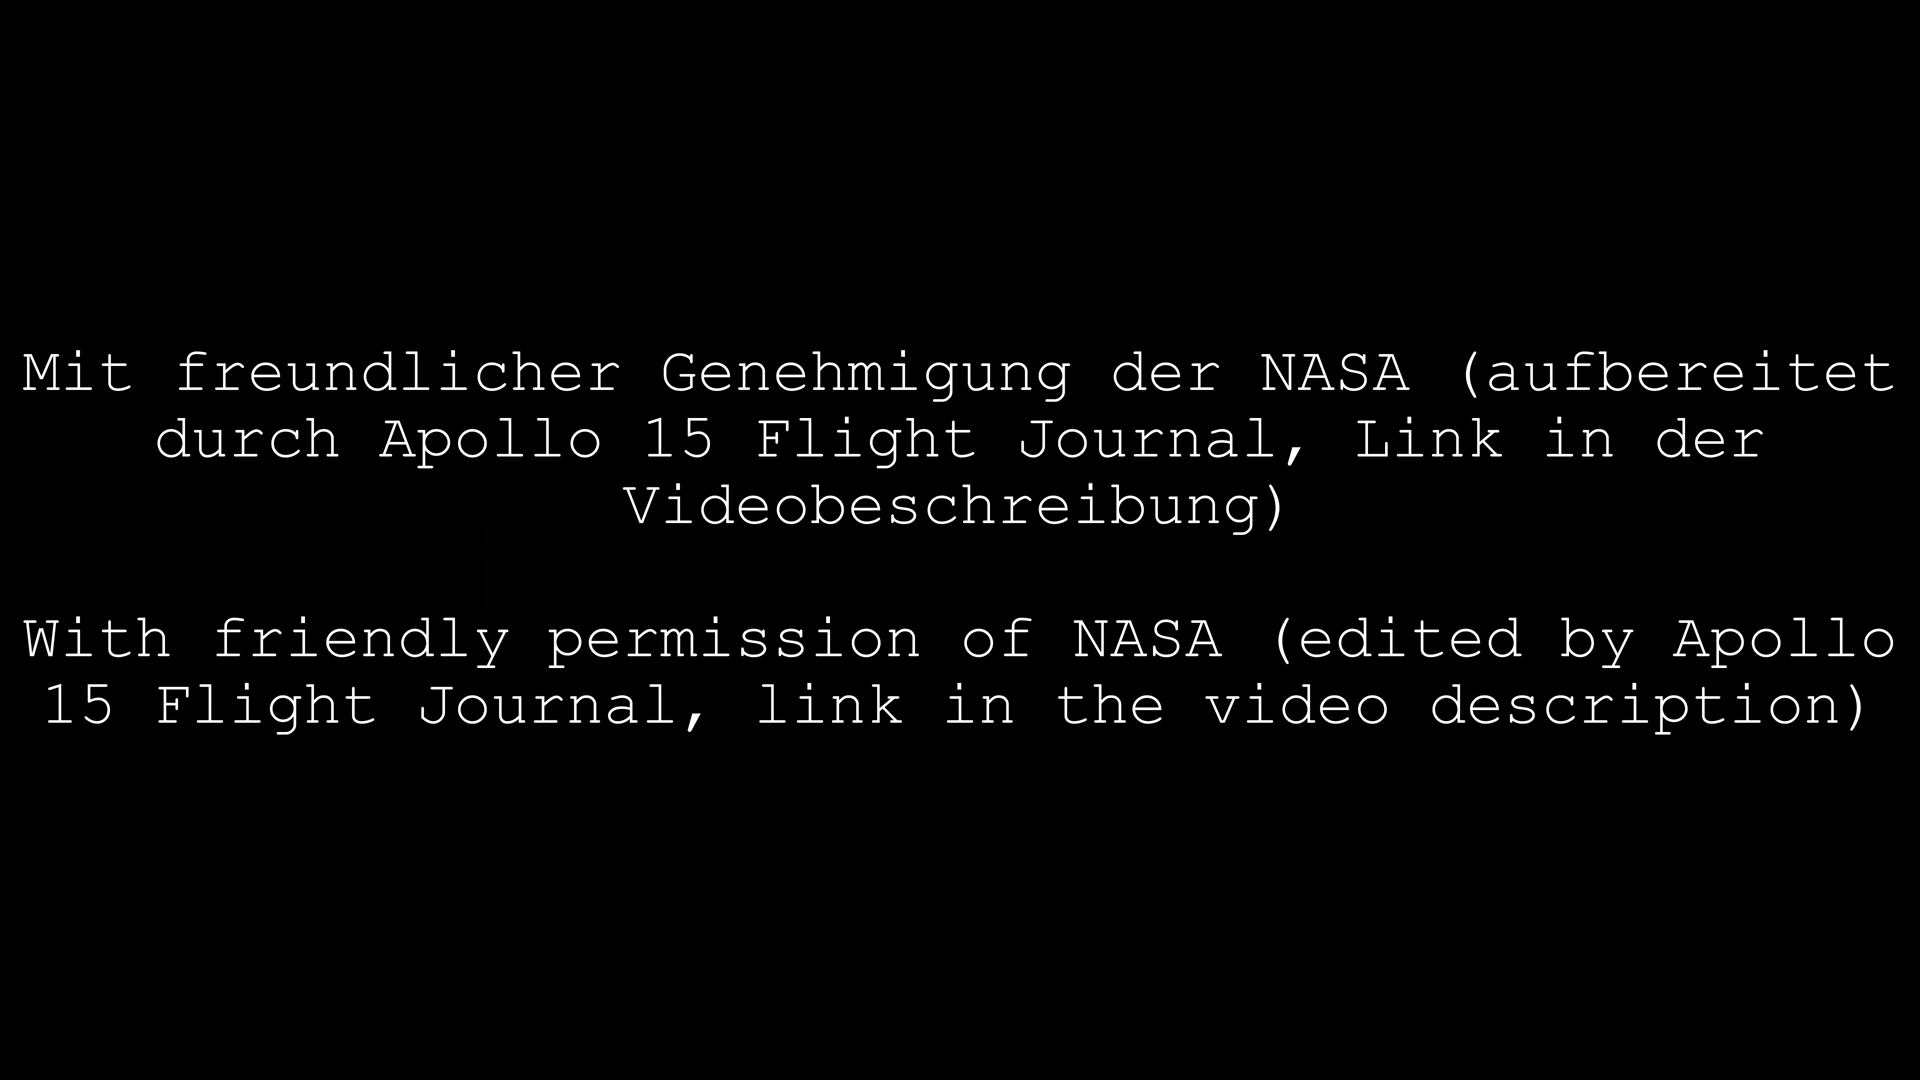 Mit freundlicher Genehmigung der NASA (aufbereitet
durch Apollo 15 Flight Journal, Link in der
Videobeschreibung)
With friendly permission of NASA (edited by Apollo
15 Flight Journal, link in the video description)